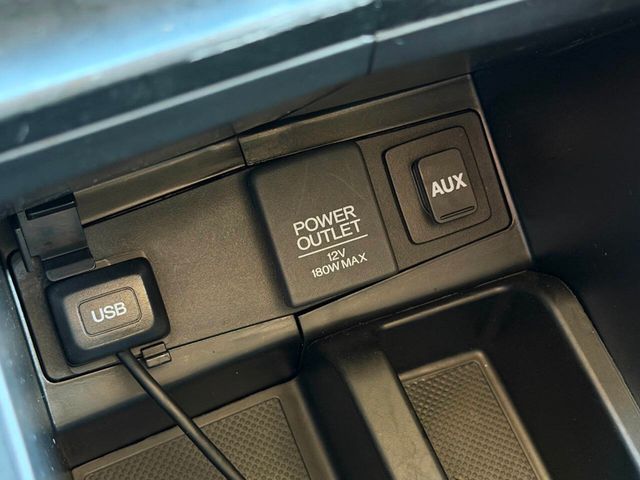 USB
POWER
OUTLET
12V
180W MAX
AUX